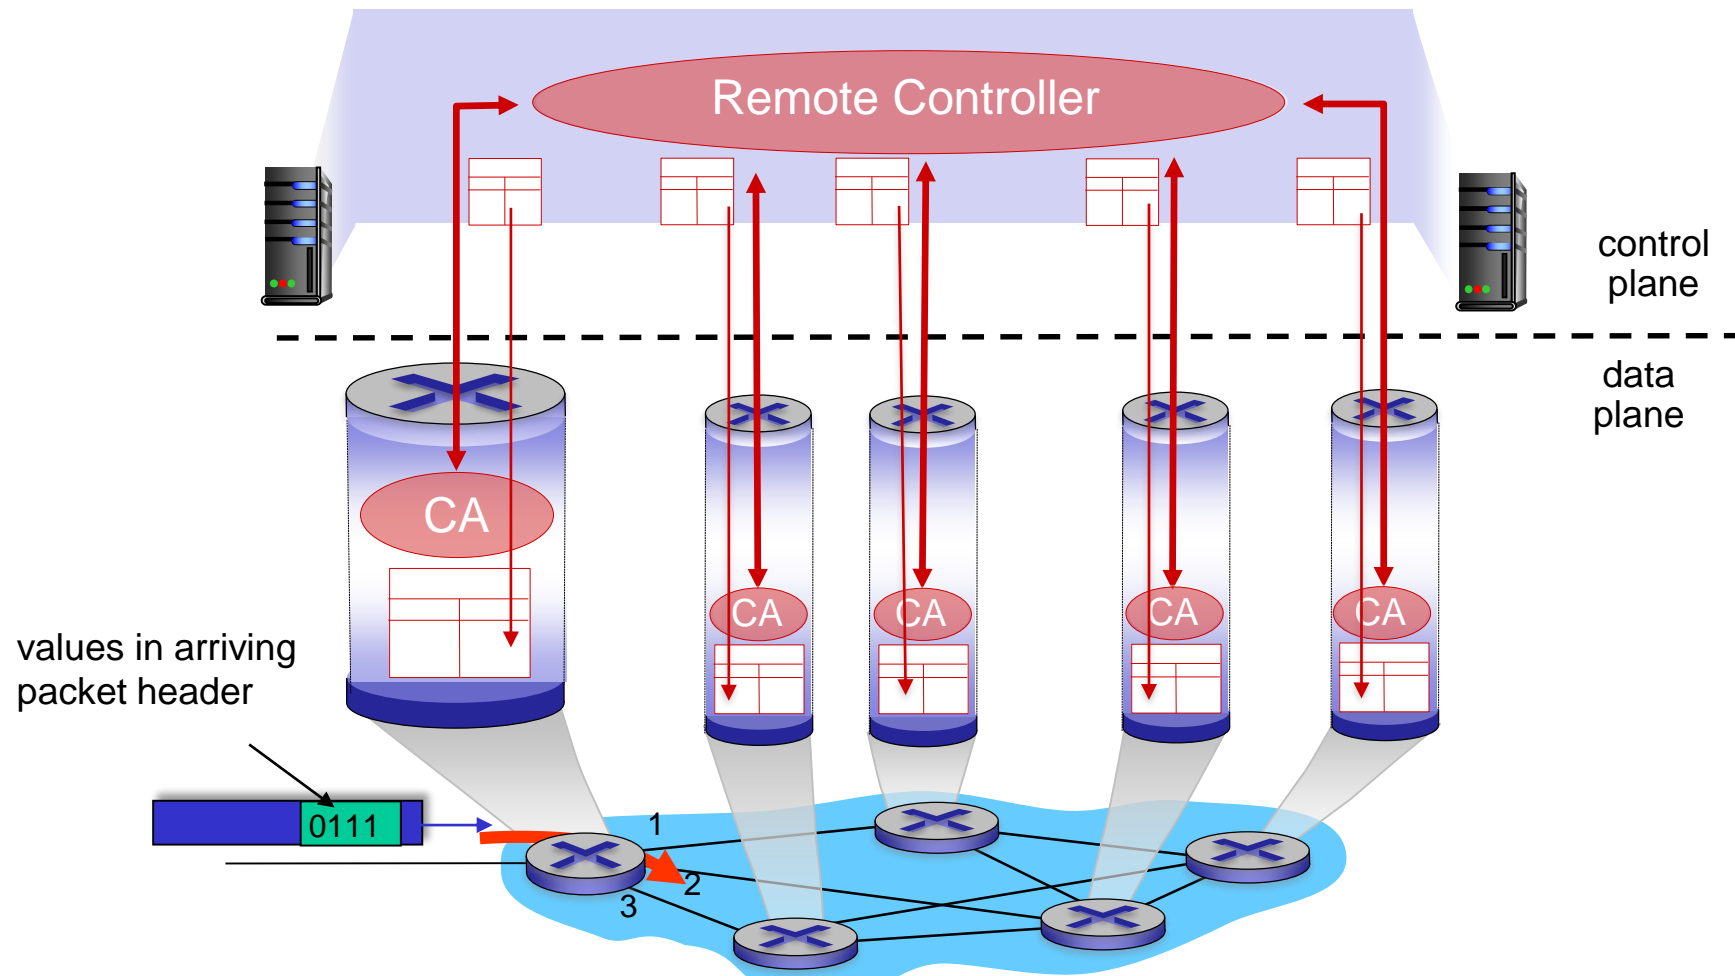 Remote Controller
control
plane
data
plane
CA
CA
CA
CA
CA
values in arriving
packet header
0111
1
2
3